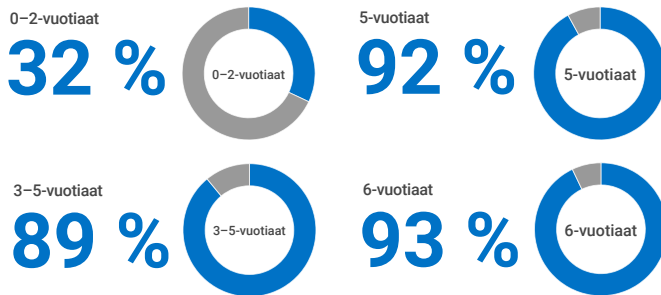 0–2-vuotiaat
32 %
0–2-vuotiaat
5-vuotiaat
92 %
5-vuotiaat
3–5-vuotiaat
89 %
3–5-vuotiaat
6-vuotiaat
93 %
6-vuotiaat